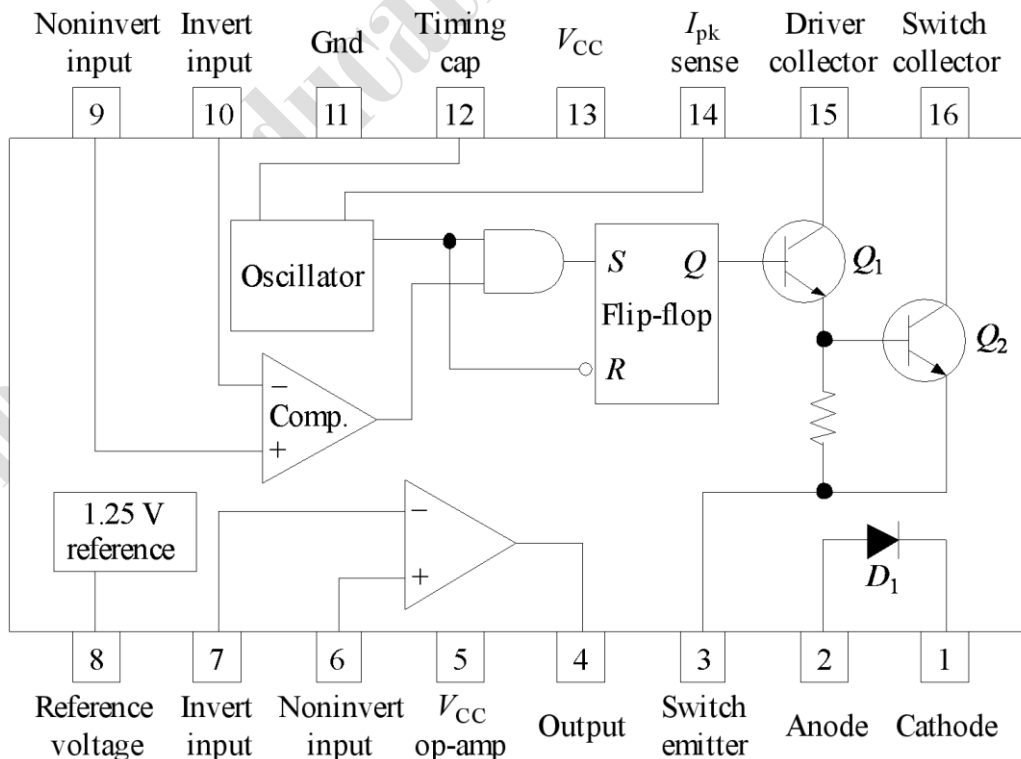 Noninvert Invert Gnd Timing VCC Ipk Driver Switch
input input cap sense collector collector
9 10 11 12 13 14 15 16
Oscillator
S Q
Flip-flop
R
Q1
Q2
−
Comp.
+
1.25 V
reference
−
+
D1
8 7 6 5 4 3 2 1
Reference Invert Noninvert VCC Output Switch Anode Cathode
voltage input input op-amp emitter